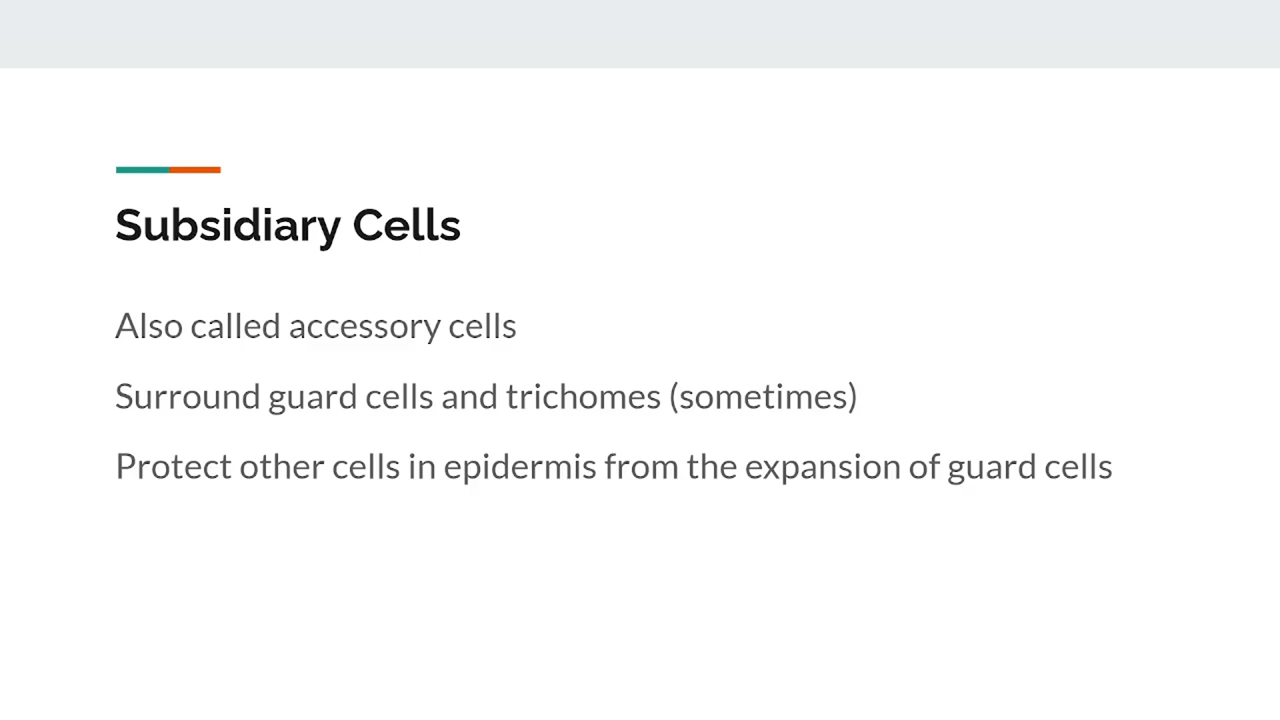 Subsidiary Cells
Also called accessory cells
Surround guard cells and trichomes (sometimes)
Protect other cells in epidermis from the expansion of guard cells